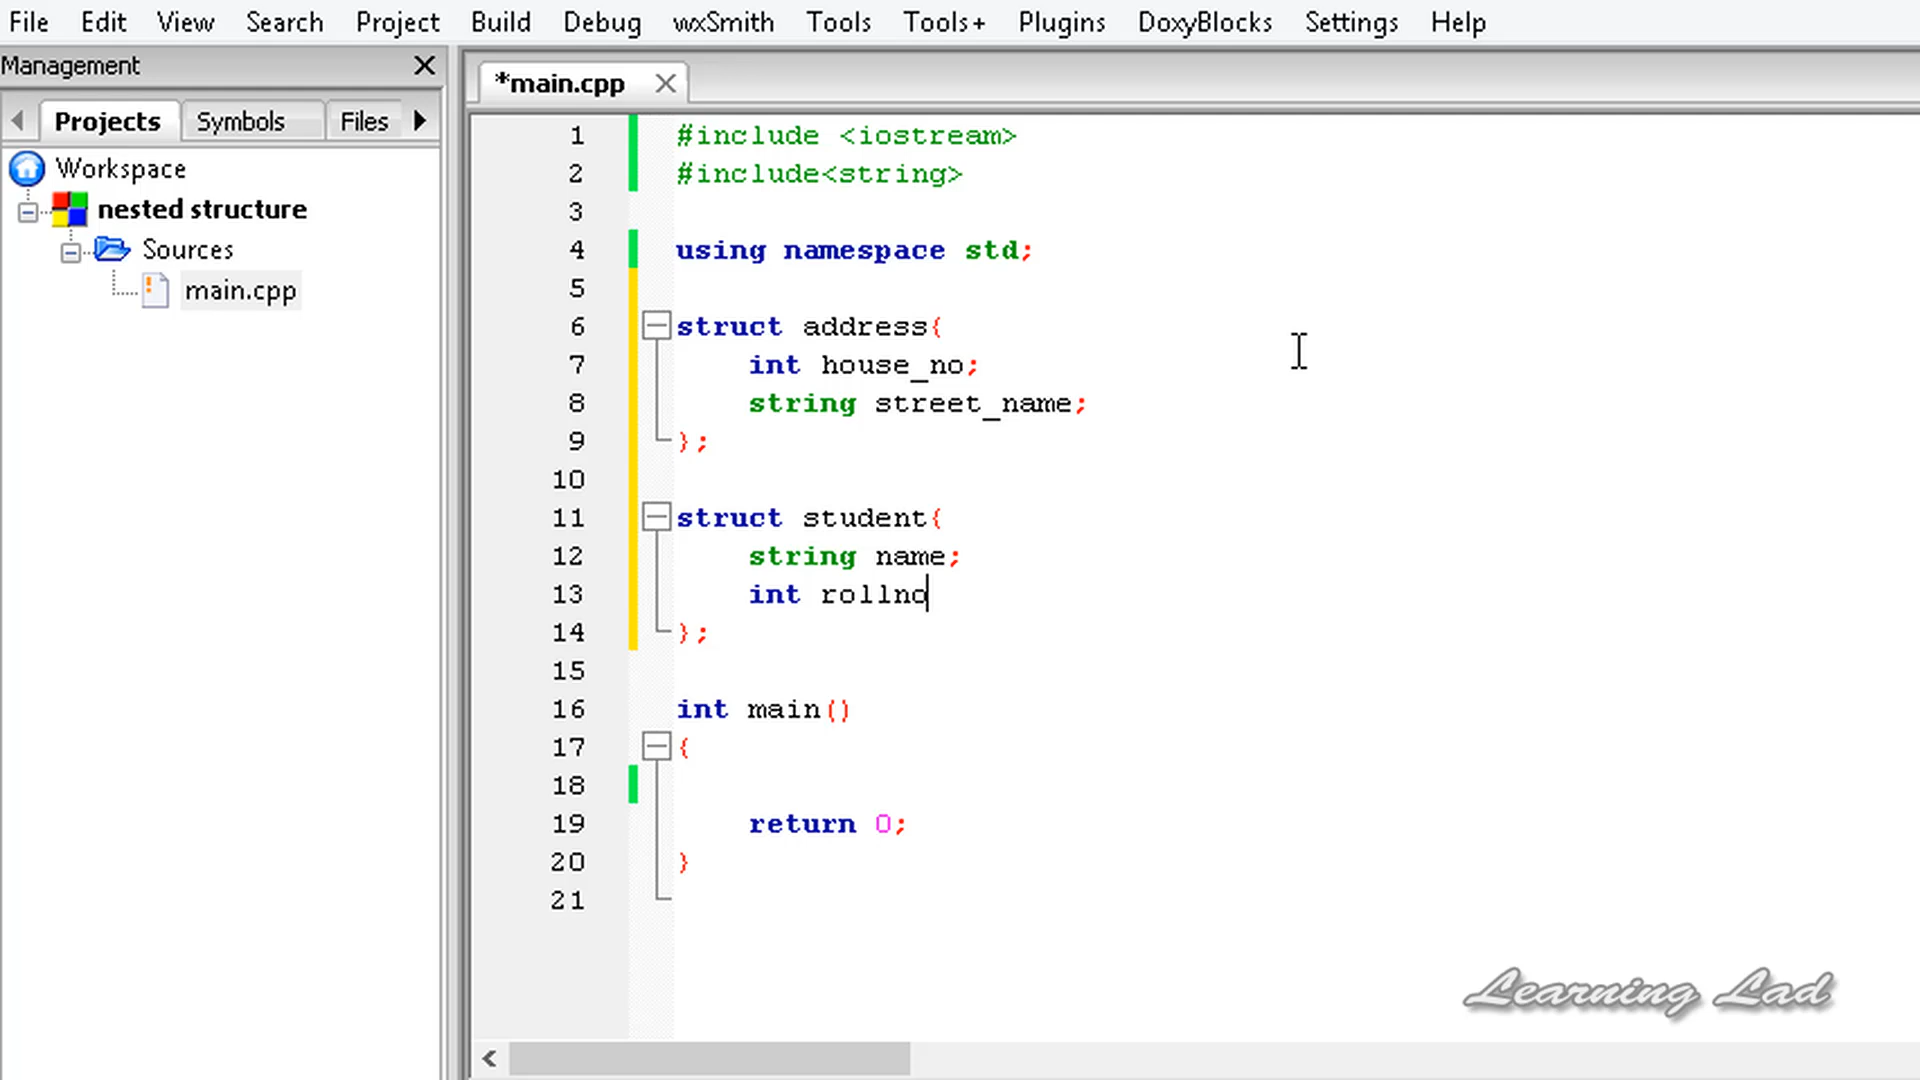 File Edit View Search Project Build Debug wxSmith Tools Tools+ Plugins DoxyBlocks Settings Help
Management
*main.cpp
Projects Symbols Files
Workspace
nested structure
Sources
main.cpp
1 #include <iostream>
2 #include<string>
3
4 using namespace std;
5
6 struct address{
7 int house_no;
8 string street_name;
9 };
10
11 struct student{
12 string name;
13 int rollno
14 };
15
16 int main()
17 {
18
19 return 0;
20 }
21
Learning Lad